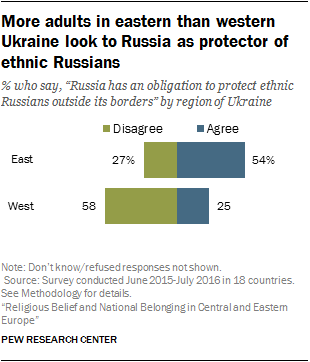 More adults in eastern than western
Ukraine look to Russia as protector of
ethnic Russians
% who say, “Russia has an obligation to protect ethnic
Russians outside its borders” by region of Ukraine
Disagree Agree
East 27% 54%
West 58 25
Note: Don’t know/refused responses not shown.
Source: Survey conducted June 2015-July 2016 in 18 countries.
See Methodology for details.
“Religious Belief and National Belonging in Central and Eastern
Europe”
PEW RESEARCH CENTER